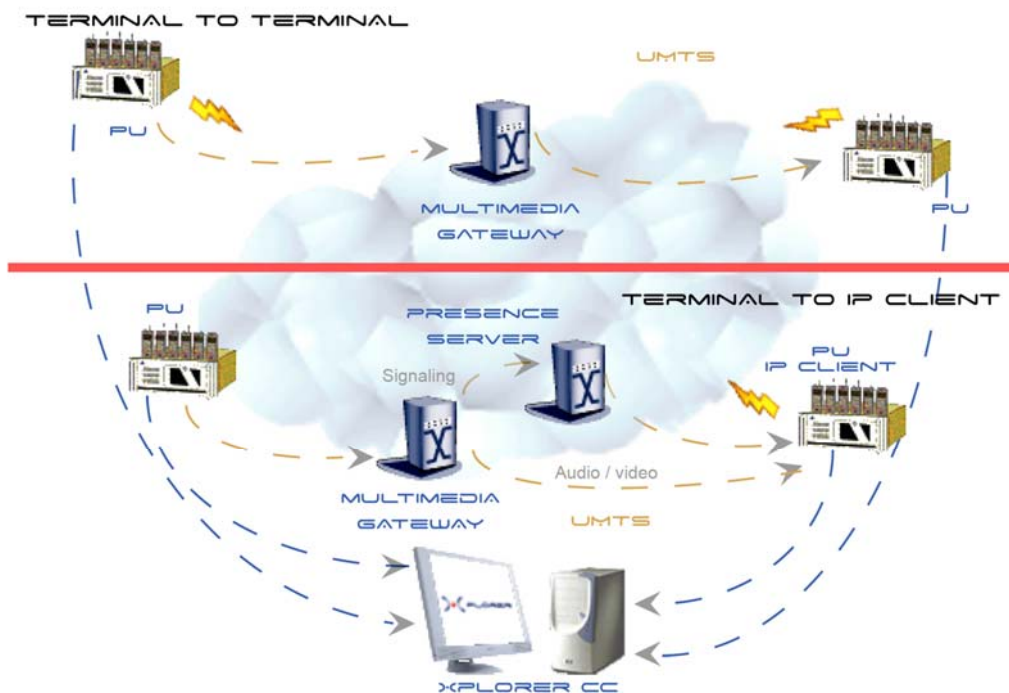 TERMINAL TO TERMINAL
UMTS
PU
MULTIMEDIA
GATEWAY
PU
TERMINAL TO IP CLIENT
PU
PRESENCE
SERVER
PU
IP CLIENT
Signaling
Audio / video
MULTIMEDIA
GATEWAY
UMTS
XPLORER
XPLORER CC